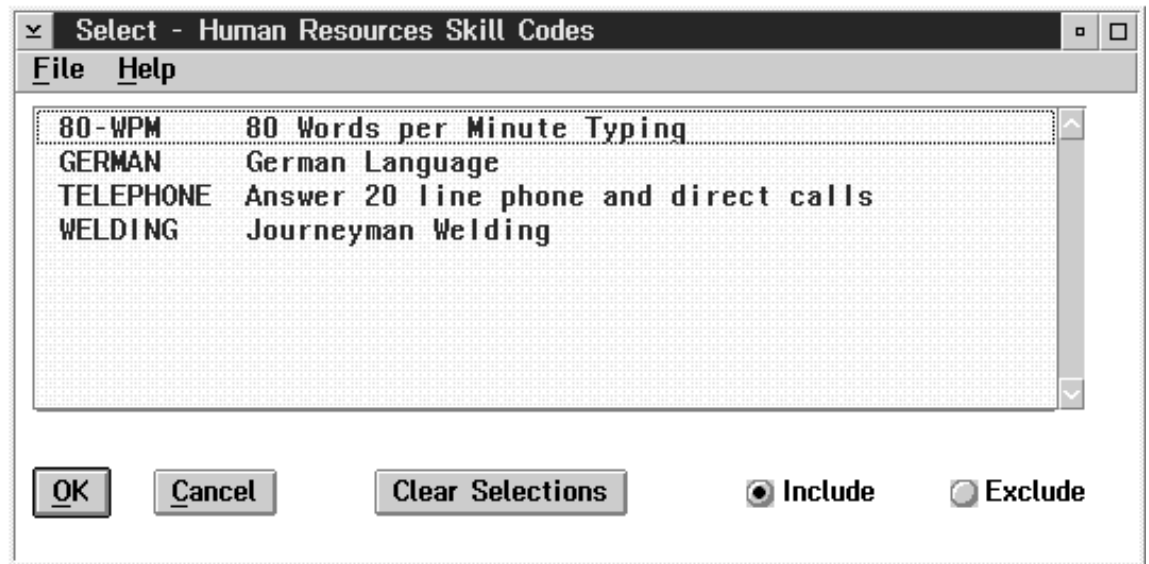 Select - Human Resources Skill Codes
File Help
80-WPM 80 Words per Minute Typing
GERMAN German Language
TELEPHONE Answer 20 line phone and direct calls
WELDING Journeyman Welding
OK Cancel Clear Selections Include Exclude